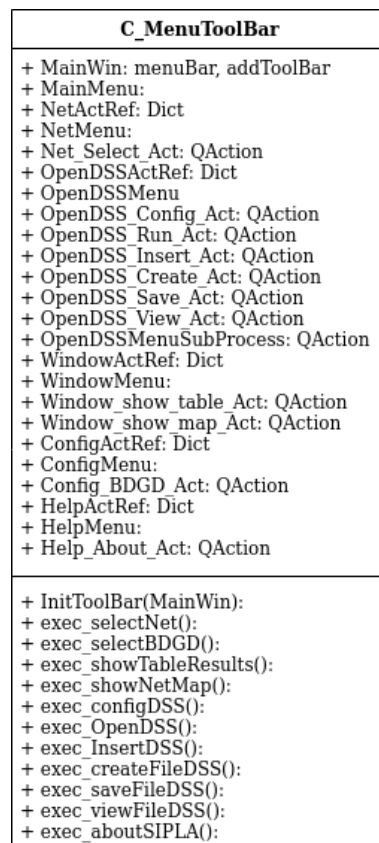 C_MenuToolBar
+ MainWin: menuBar, addToolBar
+ MainMenu:
+ NetActRef: Dict
+ NetMenu:
+ Net_Select_Act: QAction
+ OpenDSSActRef: Dict
+ OpenDSSMenu
+ OpenDSS_Config_Act: QAction
+ OpenDSS_Run_Act: QAction
+ OpenDSS_Insert_Act: QAction
+ OpenDSS_Create_Act: QAction
+ OpenDSS_Save_Act: QAction
+ OpenDSS_View_Act: QAction
+ OpenDSSMenuSubProcess: QAction
+ WindowActRef: Dict
+ WindowMenu:
+ Window_show_table_Act: QAction
+ Window_show_map_Act: QAction
+ ConfigActRef: Dict
+ ConfigMenu:
+ Config_BDGD_Act: QAction
+ HelpActRef: Dict
+ HelpMenu:
+ Help_About_Act: QAction
+ InitToolBar(MainWin):
+ exec_selectNet():
+ exec_selectBDGD():
+ exec_showTableResults():
+ exec_showNetMap():
+ exec_configDSS():
+ exec_OpenDSS():
+ exec_InsertDSS():
+ exec_createFileDSS():
+ exec_saveFileDSS():
+ exec_viewFileDSS():
+ exec_aboutSIPLA():